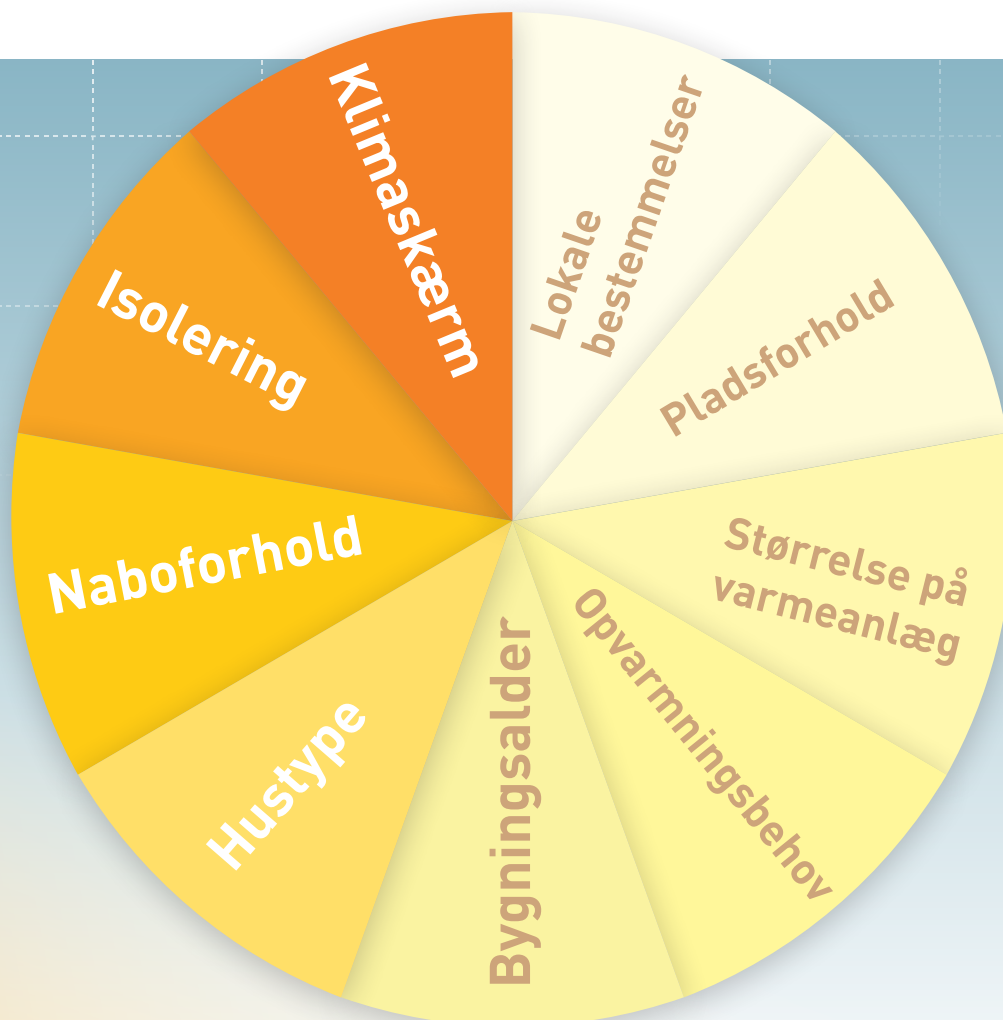 Lokale
bestemmelser
Pladsforhold
Størrelse på
varmeanlæg
Opvarmningsbehov
Bygningsalder
Hustype
Naboforhold
Isolering
Klimaskærm